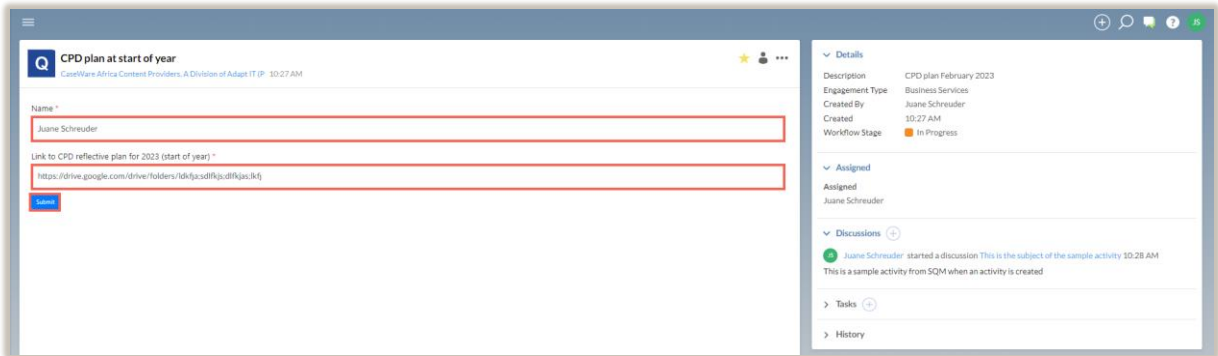 JS
Q
CPD plan at start of year
CaseWare Africa Content Providers, A Division of Adapt IT (P 10:27 AM
Name *
Juane Schreuder
Link to CPD reflective plan for 2023 (start of year) *
https://drive.google.com/drive/folders/ldkfja;sdlfkjs;dlfkjas;lkfj
Submit
Details
Description CPD plan February 2023
Engagement Type Business Services
Created By Juane Schreuder
Created 10:27 AM
Workflow Stage In Progress
Assigned
Assigned
Juane Schreuder
Discussions
JS Juane Schreuder started a discussion This is the subject of the sample activity 10:28 AM
This is a sample activity from SQM when an activity is created
Tasks
History